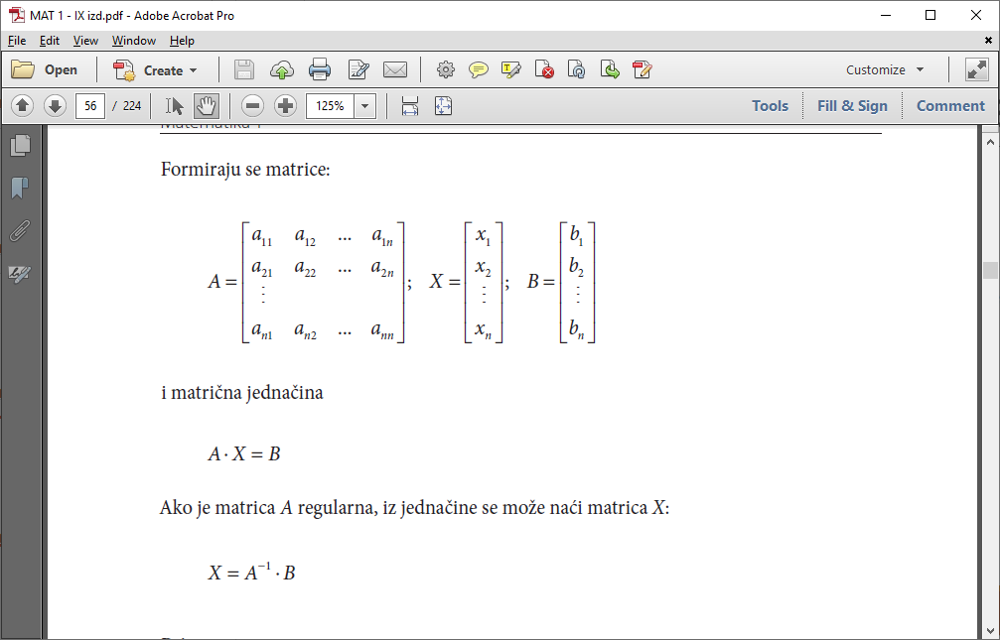 MAT 1 - IX izd.pdf - Adobe Acrobat Pro
File Edit View Window Help
Open Create Customize
56 / 224 125% Tools Fill & Sign Comment
Matematika 1
Formiraju se matrice:
a₁₁ a₁₂ ... a₁ₙ x₁ b₁
a₂₁ a₂₂ ... a₂ₙ x₂ b₂
A = ⋮ ; X = ⋮ ; B = ⋮
aₙ₁ aₙ₂ ... aₙₙ xₙ bₙ
i matrična jednačina
A · X = B
Ako je matrica A regularna, iz jednačine se može naći matrica X:
X = A⁻¹ · B